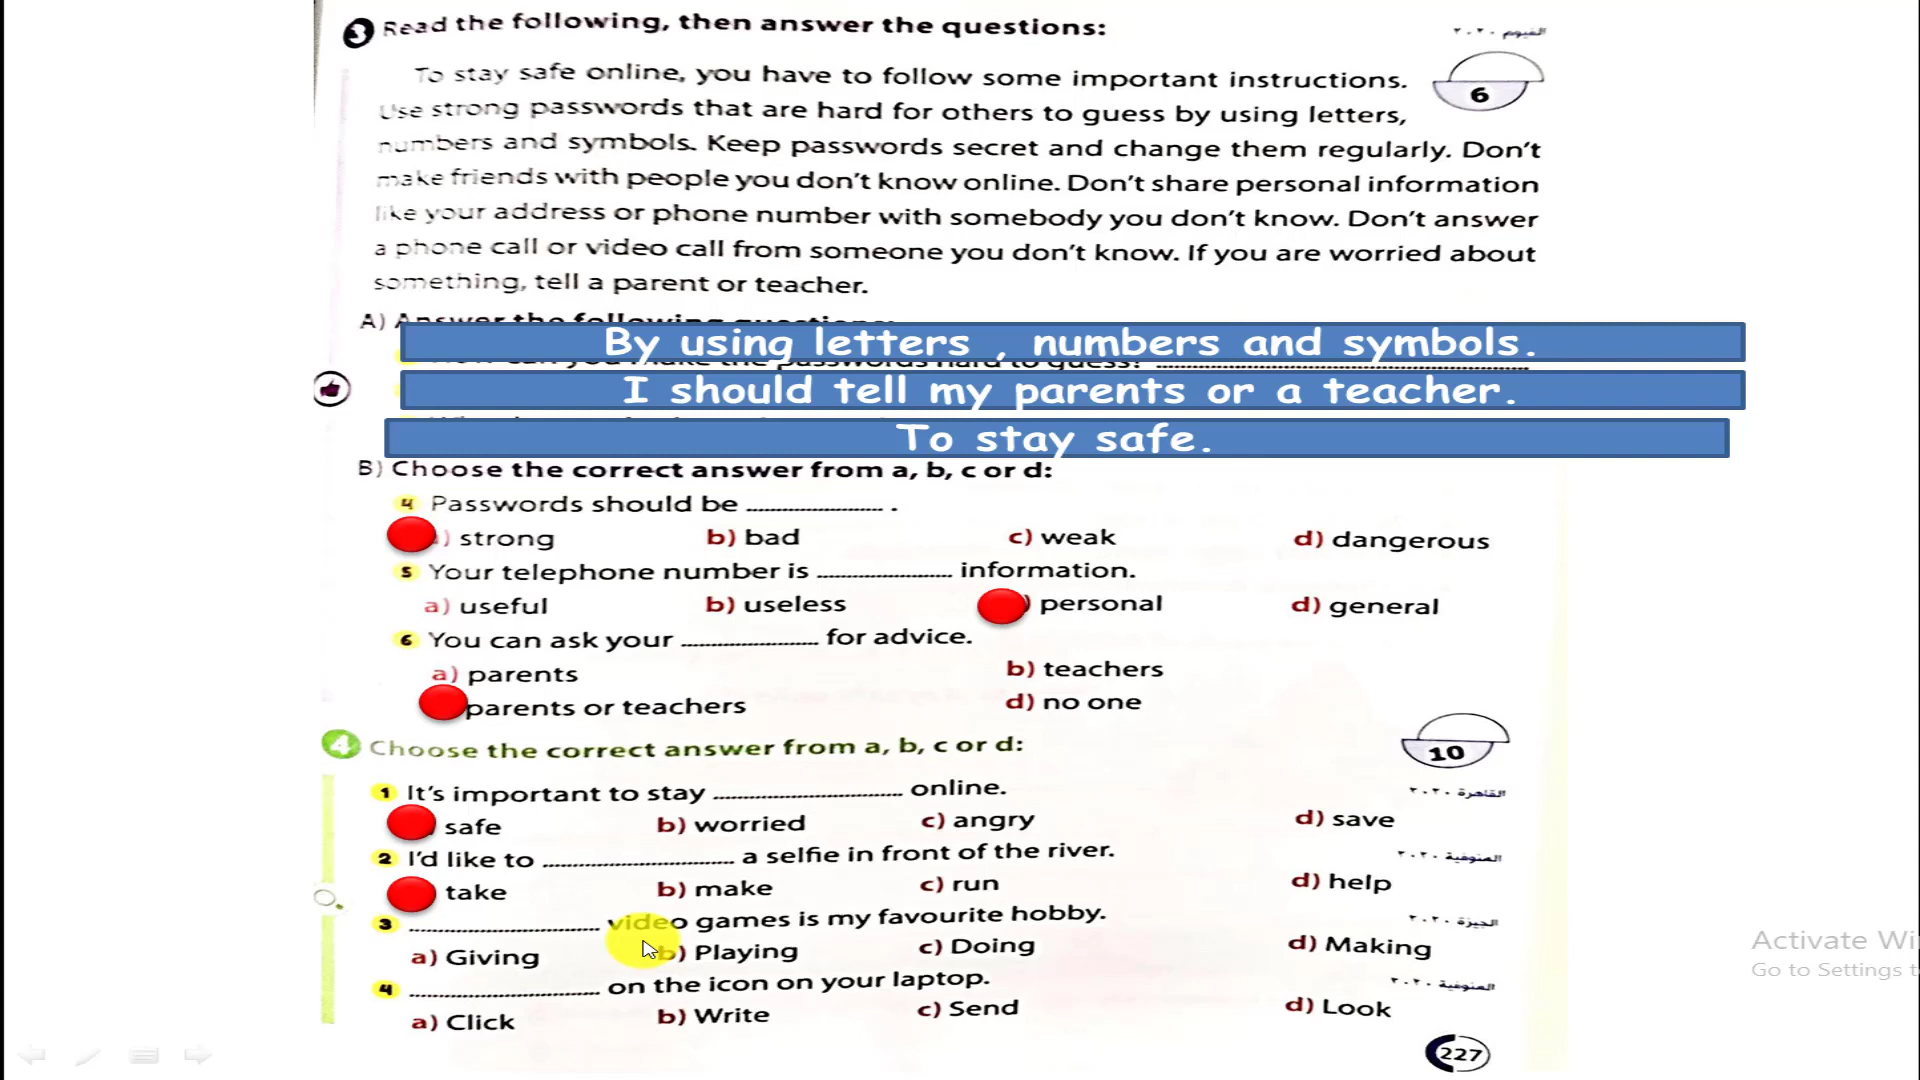 3 Read the following, then answer the questions:
الفيوم ٢٠٢٠
To stay safe online, you have to follow some important instructions.
6
Use strong passwords that are hard for others to guess by using letters,
numbers and symbols. Keep passwords secret and change them regularly. Don't
make friends with people you don't know online. Don't share personal information
like your address or phone number with somebody you don't know. Don't answer
a phone call or video call from someone you don't know. If you are worried about
something, tell a parent or teacher.
A) Answer the following questions:
By using letters , numbers and symbols.
I should tell my parents or a teacher.
To stay safe.
B) Choose the correct answer from a, b, c or d:
4 Passwords should be .................... .
) strong b) bad c) weak d) dangerous
5 Your telephone number is .................... information.
a) useful b) useless ) personal d) general
6 You can ask your .................... for advice.
a) parents b) teachers
parents or teachers d) no one
4 Choose the correct answer from a, b, c or d:
10
1 It's important to stay .................... online. القاهرة ٢٠٢٠
safe b) worried c) angry d) save
2 I'd like to .................... a selfie in front of the river. المنوفية ٢٠٢٠
take b) make c) run d) help
3 .................... video games is my favourite hobby. الجيزة ٢٠٢٠
a) Giving b) Playing c) Doing d) Making
4 .................... on the icon on your laptop. المنوفية ٢٠٢٠
a) Click b) Write c) Send d) Look
227
Activate Wi
Go to Settings t